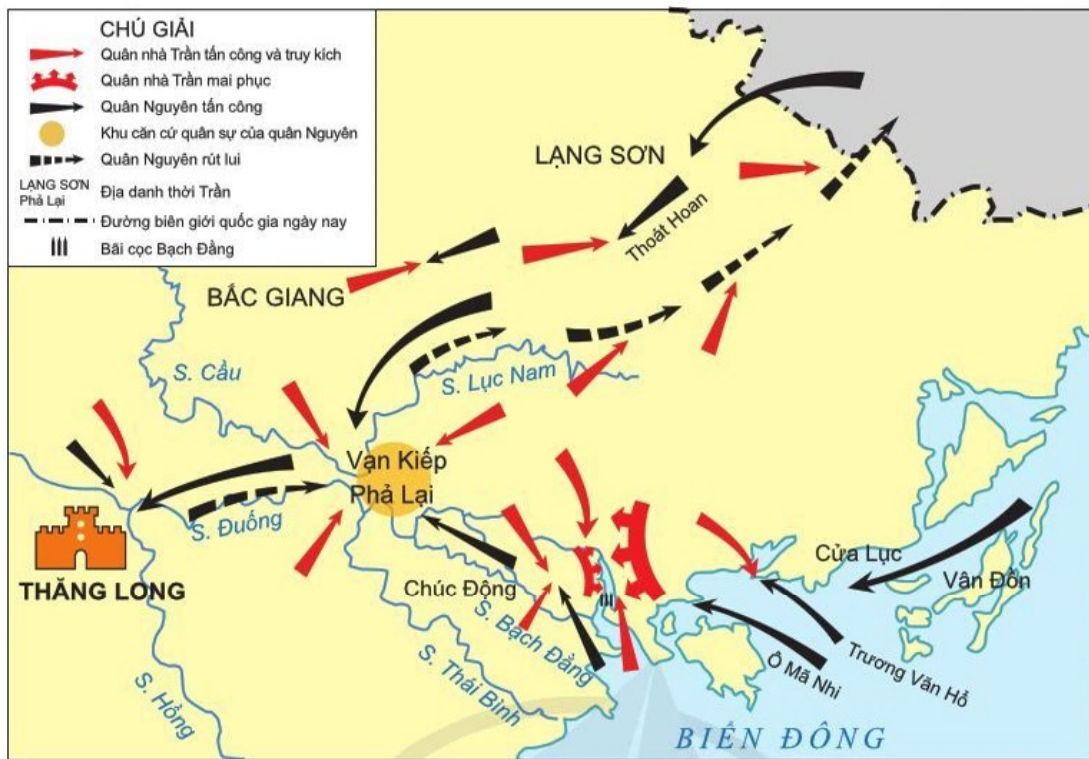 CHÚ GIẢI
Quân nhà Trần tấn công và truy kích
Quân nhà Trần mai phục
Quân Nguyên tấn công
Khu căn cứ quân sự của quân Nguyên
Quân Nguyên rút lui
LẠNG SƠN
Phả Lại
Địa danh thời Trần
Đường biên giới quốc gia ngày nay
Bãi cọc Bạch Đằng
LẠNG SƠN
Thoát Hoan
BẮC GIANG
S. Cầu
S. Lục Nam
Vạn Kiếp
Phả Lại
S. Đuống
THĂNG LONG
Chúc Động
S. Bạch Đằng
S. Thái Bình
S. Hồng
Cửa Lục
Vân Đồn
Trương Văn Hổ
Ô Mã Nhi
BIỂN ĐÔNG